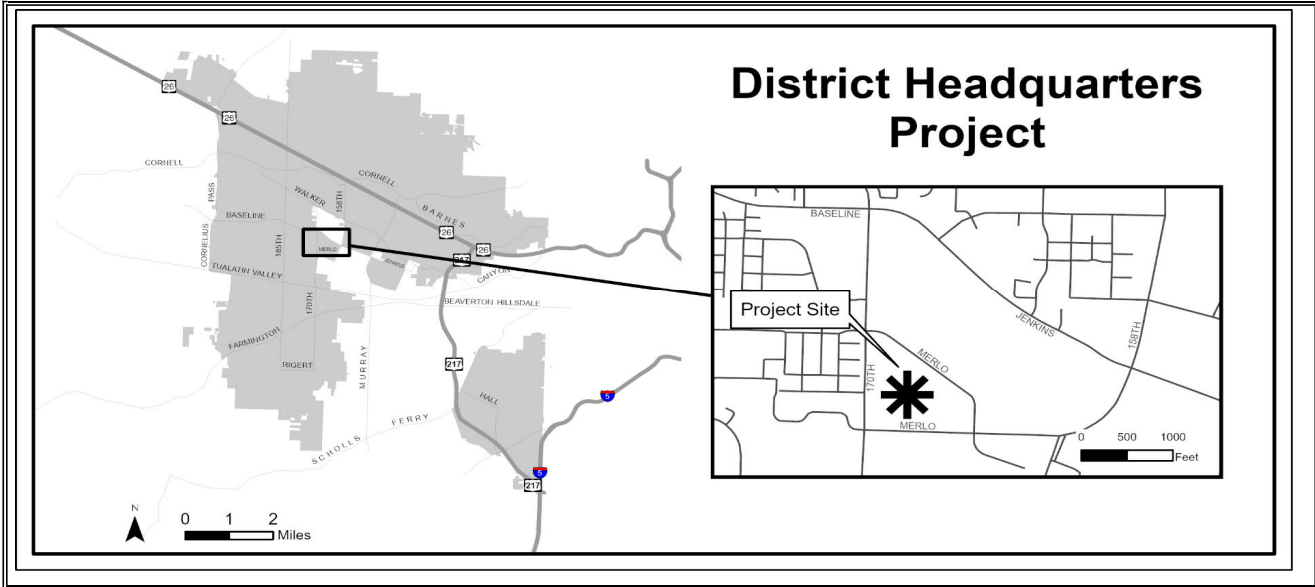 District Headquarters
Project
26
26
CORNELL
CORNELL
WALKER
158TH
BARNES
PASS
BASELINE
26
26
185TH
MERLO
217
CORNELIUS
JENKINS
CANYON
TUALATIN VALLEY
170TH
BEAVERTON HILLSDALE
FARMINGTON
RIGERT
MURRAY
217
HALL
5
SCHOLLS FERRY
5
217
N
0 1 2
Miles
BASELINE
Project Site
JENKINS
158TH
MERLO
170TH
MERLO
0 500 1000
Feet